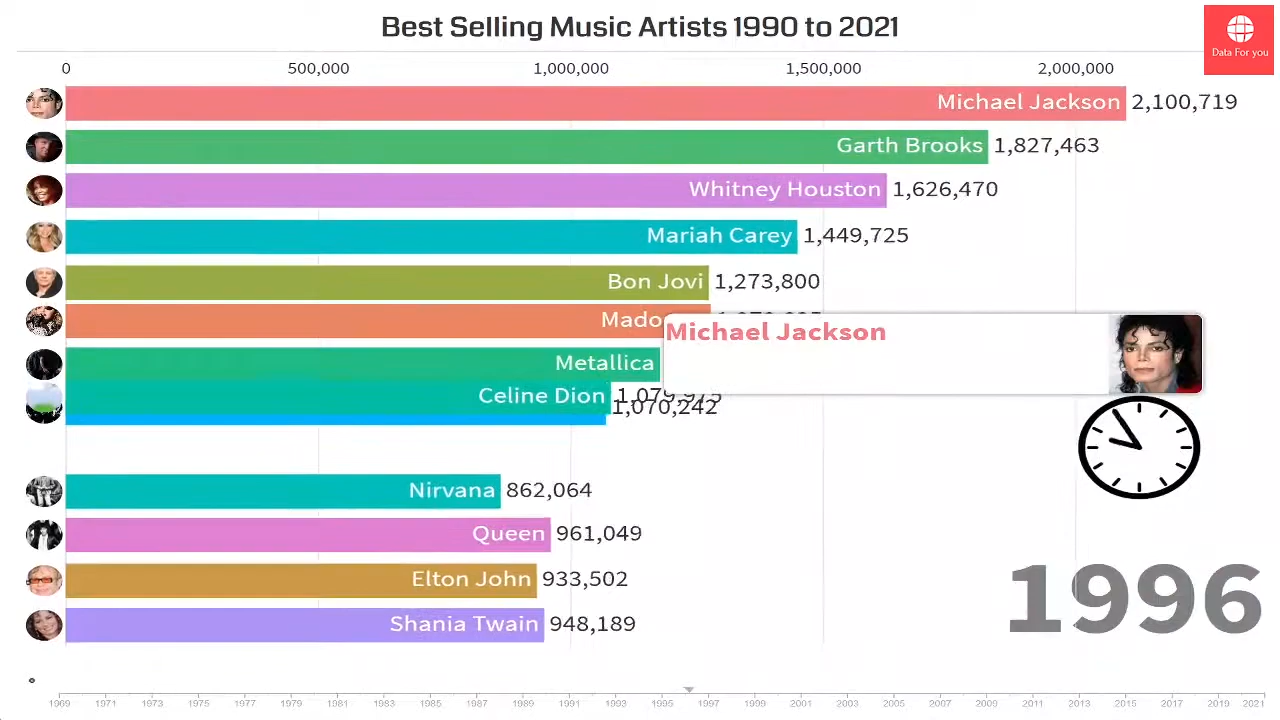 Best Selling Music Artists 1990 to 2021
Data For you
0 500,000 1,000,000 1,500,000 2,000,000
Michael Jackson 2,100,719
Garth Brooks 1,827,463
Whitney Houston 1,626,470
Mariah Carey 1,449,725
Bon Jovi 1,273,800
Mado
Michael Jackson
Metallica
Celine Dion 1,079,975
1,070,242
Nirvana 862,064
Queen 961,049
Elton John 933,502
Shania Twain 948,189
1996
1969 1971 1973 1975 1977 1979 1981 1983 1985 1987 1989 1991 1993 1995 1997 1999 2001 2003 2005 2007 2009 2011 2013 2015 2017 2019 2021